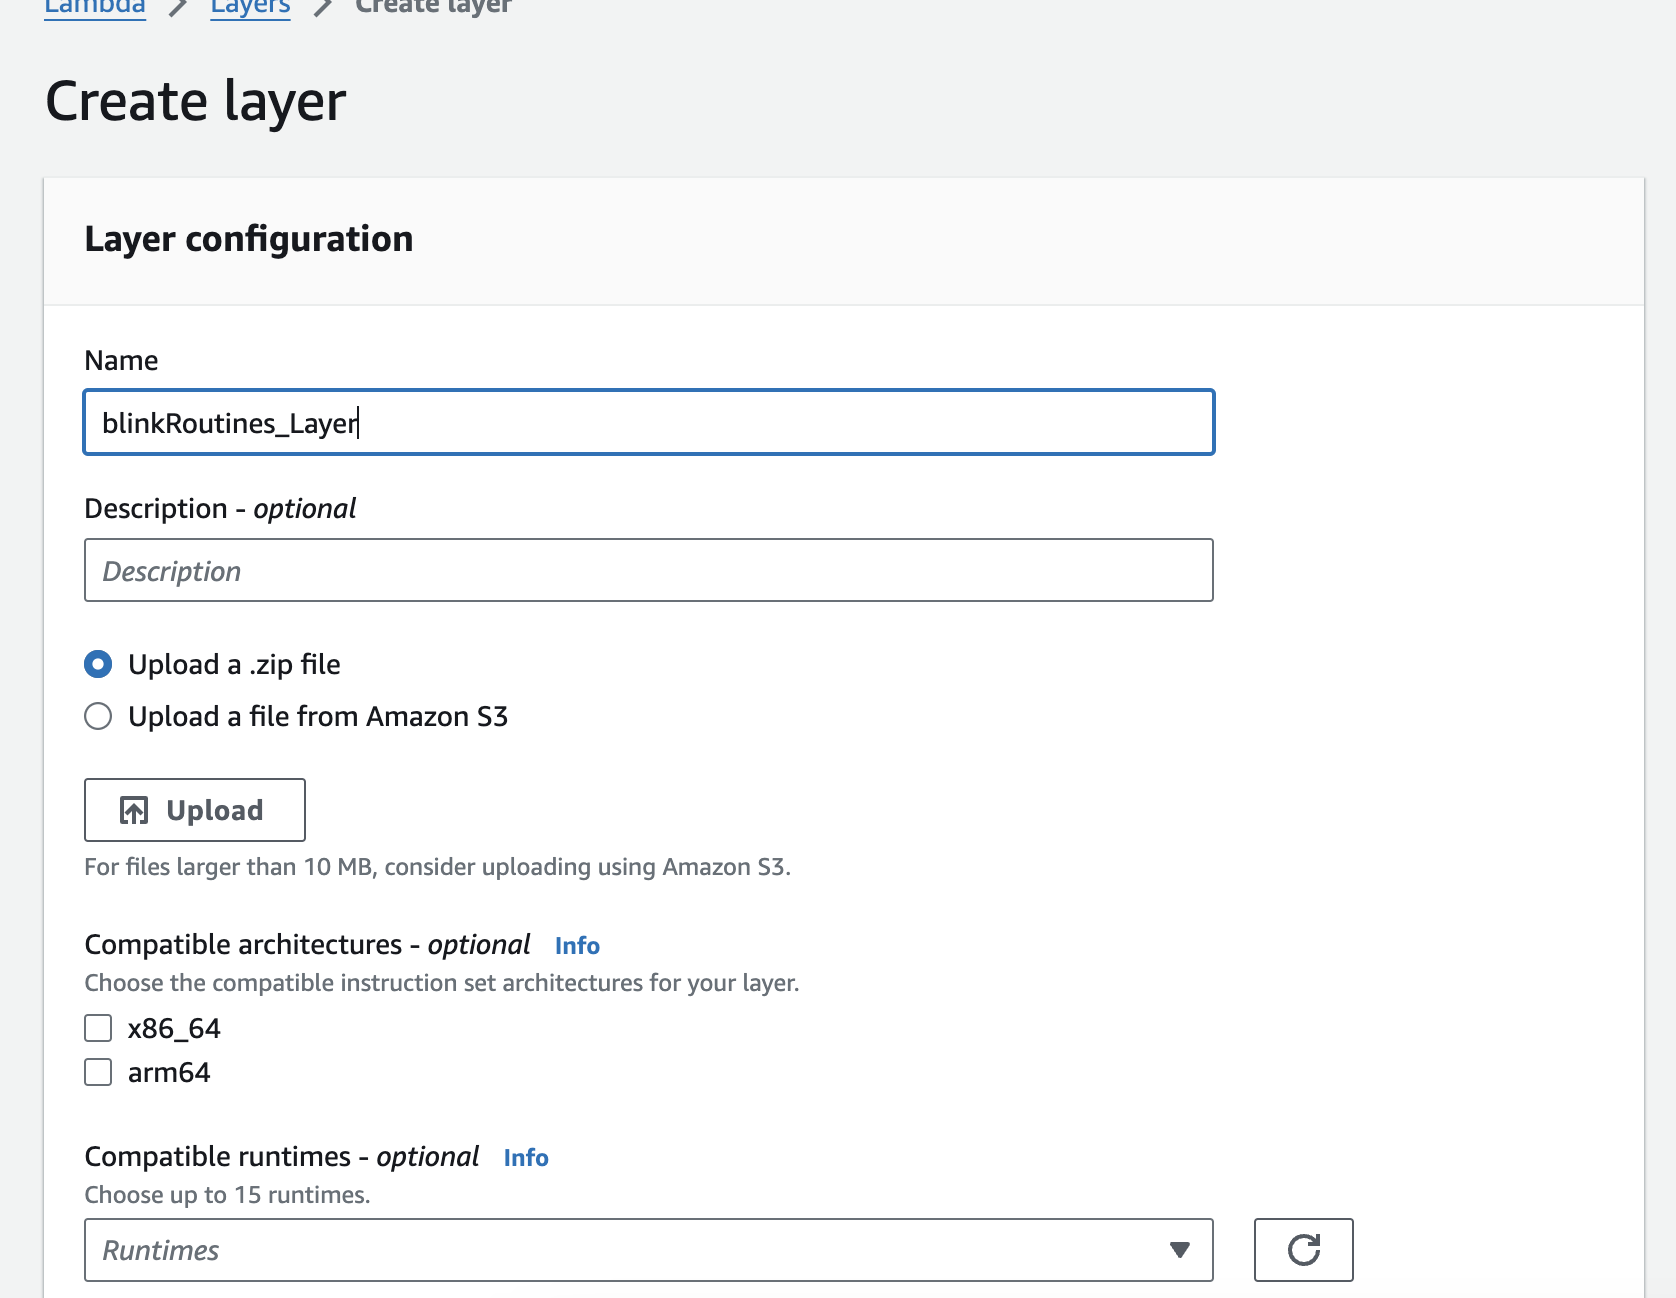 Lambda > Layers > Create layer
Create layer
Layer configuration
Name
blinkRoutines_Layer
Description - optional
Description
Upload a .zip file
Upload a file from Amazon S3
Upload
For files larger than 10 MB, consider uploading using Amazon S3.
Compatible architectures - optional Info
Choose the compatible instruction set architectures for your layer.
x86_64
arm64
Compatible runtimes - optional Info
Choose up to 15 runtimes.
Runtimes